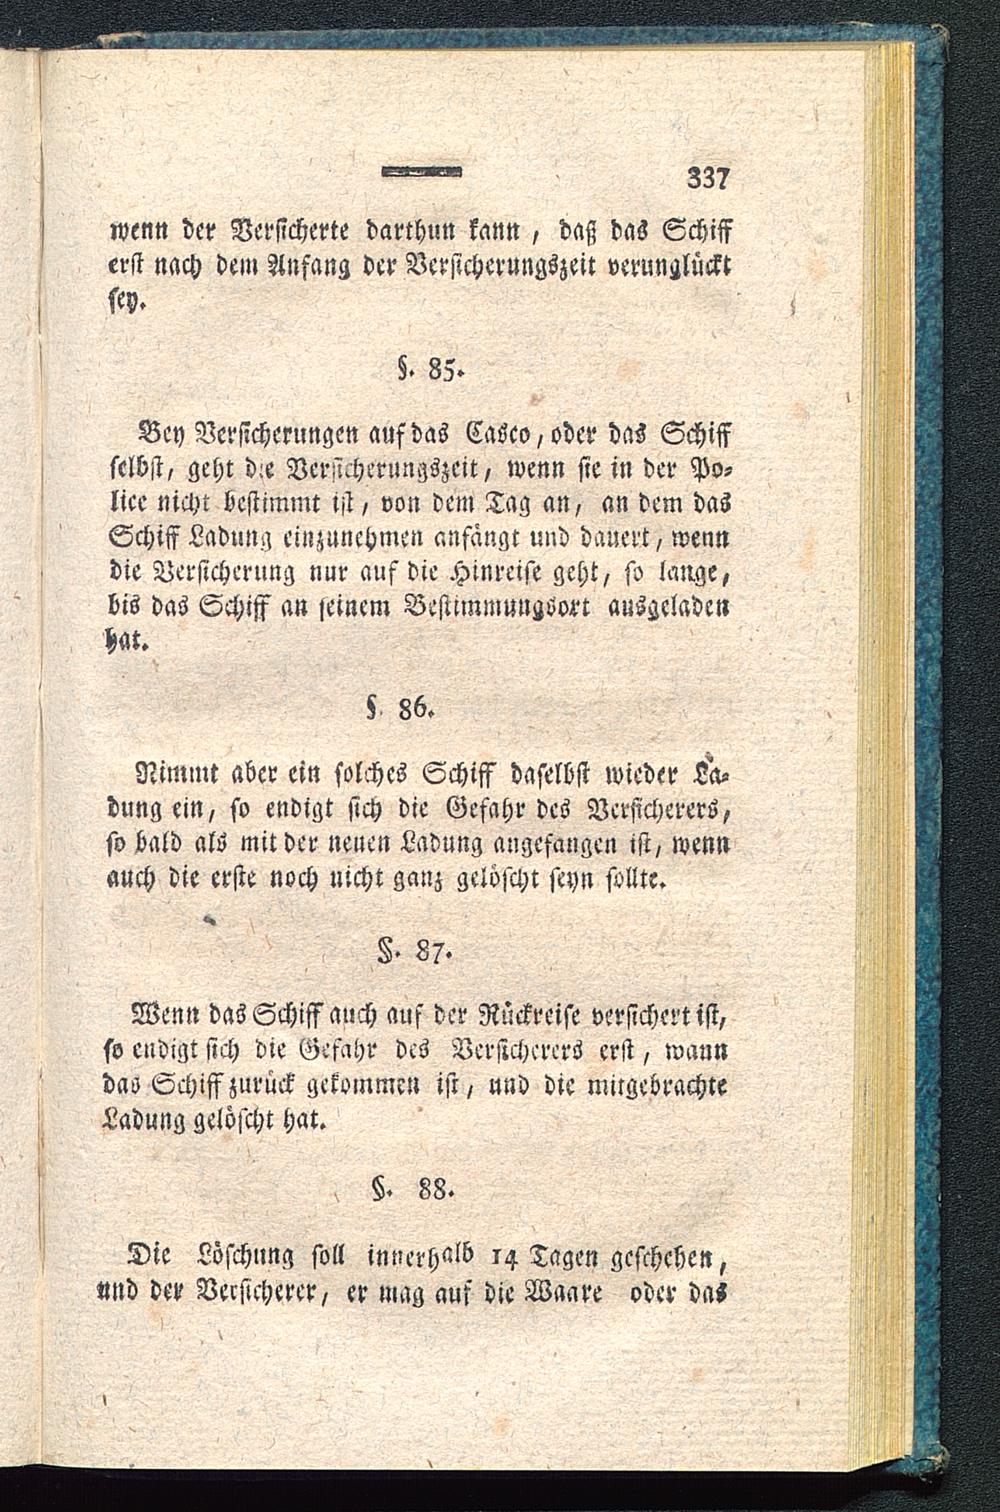 337
wenn der Versicherte darthun kann, daß das Schiff
erst nach dem Anfang der Versicherungszeit verunglückt
sey.
§. 85.
Bey Versicherungen auf das Casco, oder das Schiff
selbst, geht die Versicherungszeit, wenn sie in der Po-
lice nicht bestimmt ist, von dem Tag an, an dem das
Schiff Ladung einzunehmen anfängt und dauert, wenn
die Versicherung nur auf die Hinreise geht, so lange,
bis das Schiff an seinem Bestimmungsort ausgeladen
hat.
§. 86.
Nimmt aber ein solches Schiff daselbst wieder La-
dung ein, so endigt sich die Gefahr des Versicherers,
so bald als mit der neuen Ladung angefangen ist, wenn
auch die erste noch nicht ganz gelöscht seyn sollte.
§. 87.
Wenn das Schiff auch auf der Rückreise versichert ist,
so endigt sich die Gefahr des Versicherers erst, wann
das Schiff zurück gekommen ist, und die mitgebrachte
Ladung gelöscht hat.
§. 88.
Die Löschung soll innerhalb 14 Tagen geschehen,
und der Versicherer, er mag auf die Waare oder das